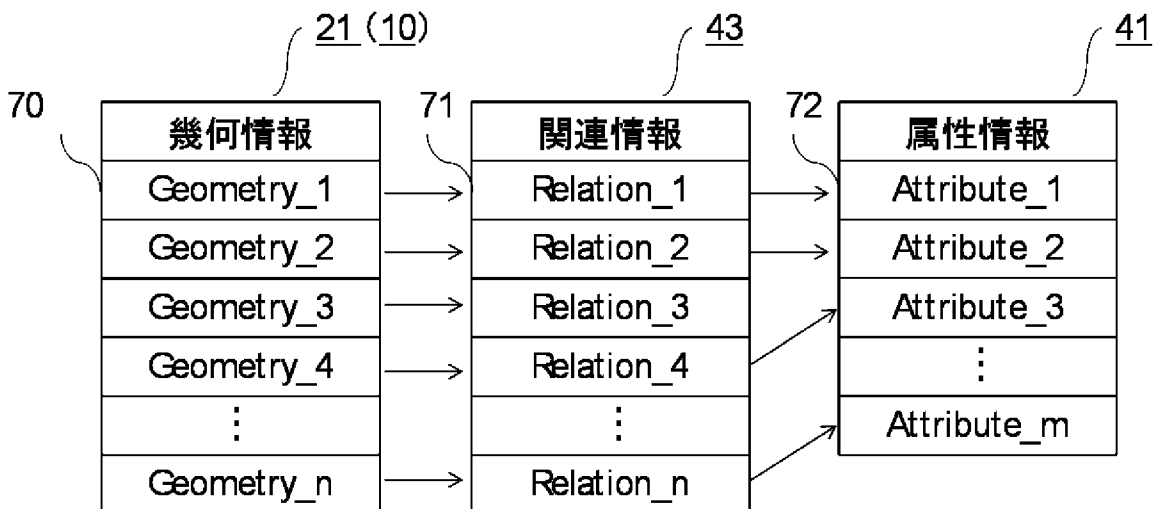 21 (10)
43
41
70
71
72
幾何情報
Geometry_1
Geometry_2
Geometry_3
Geometry_4
⋮
Geometry_n
関連情報
Relation_1
Relation_2
Relation_3
Relation_4
⋮
Relation_n
属性情報
Attribute_1
Attribute_2
Attribute_3
⋮
Attribute_m